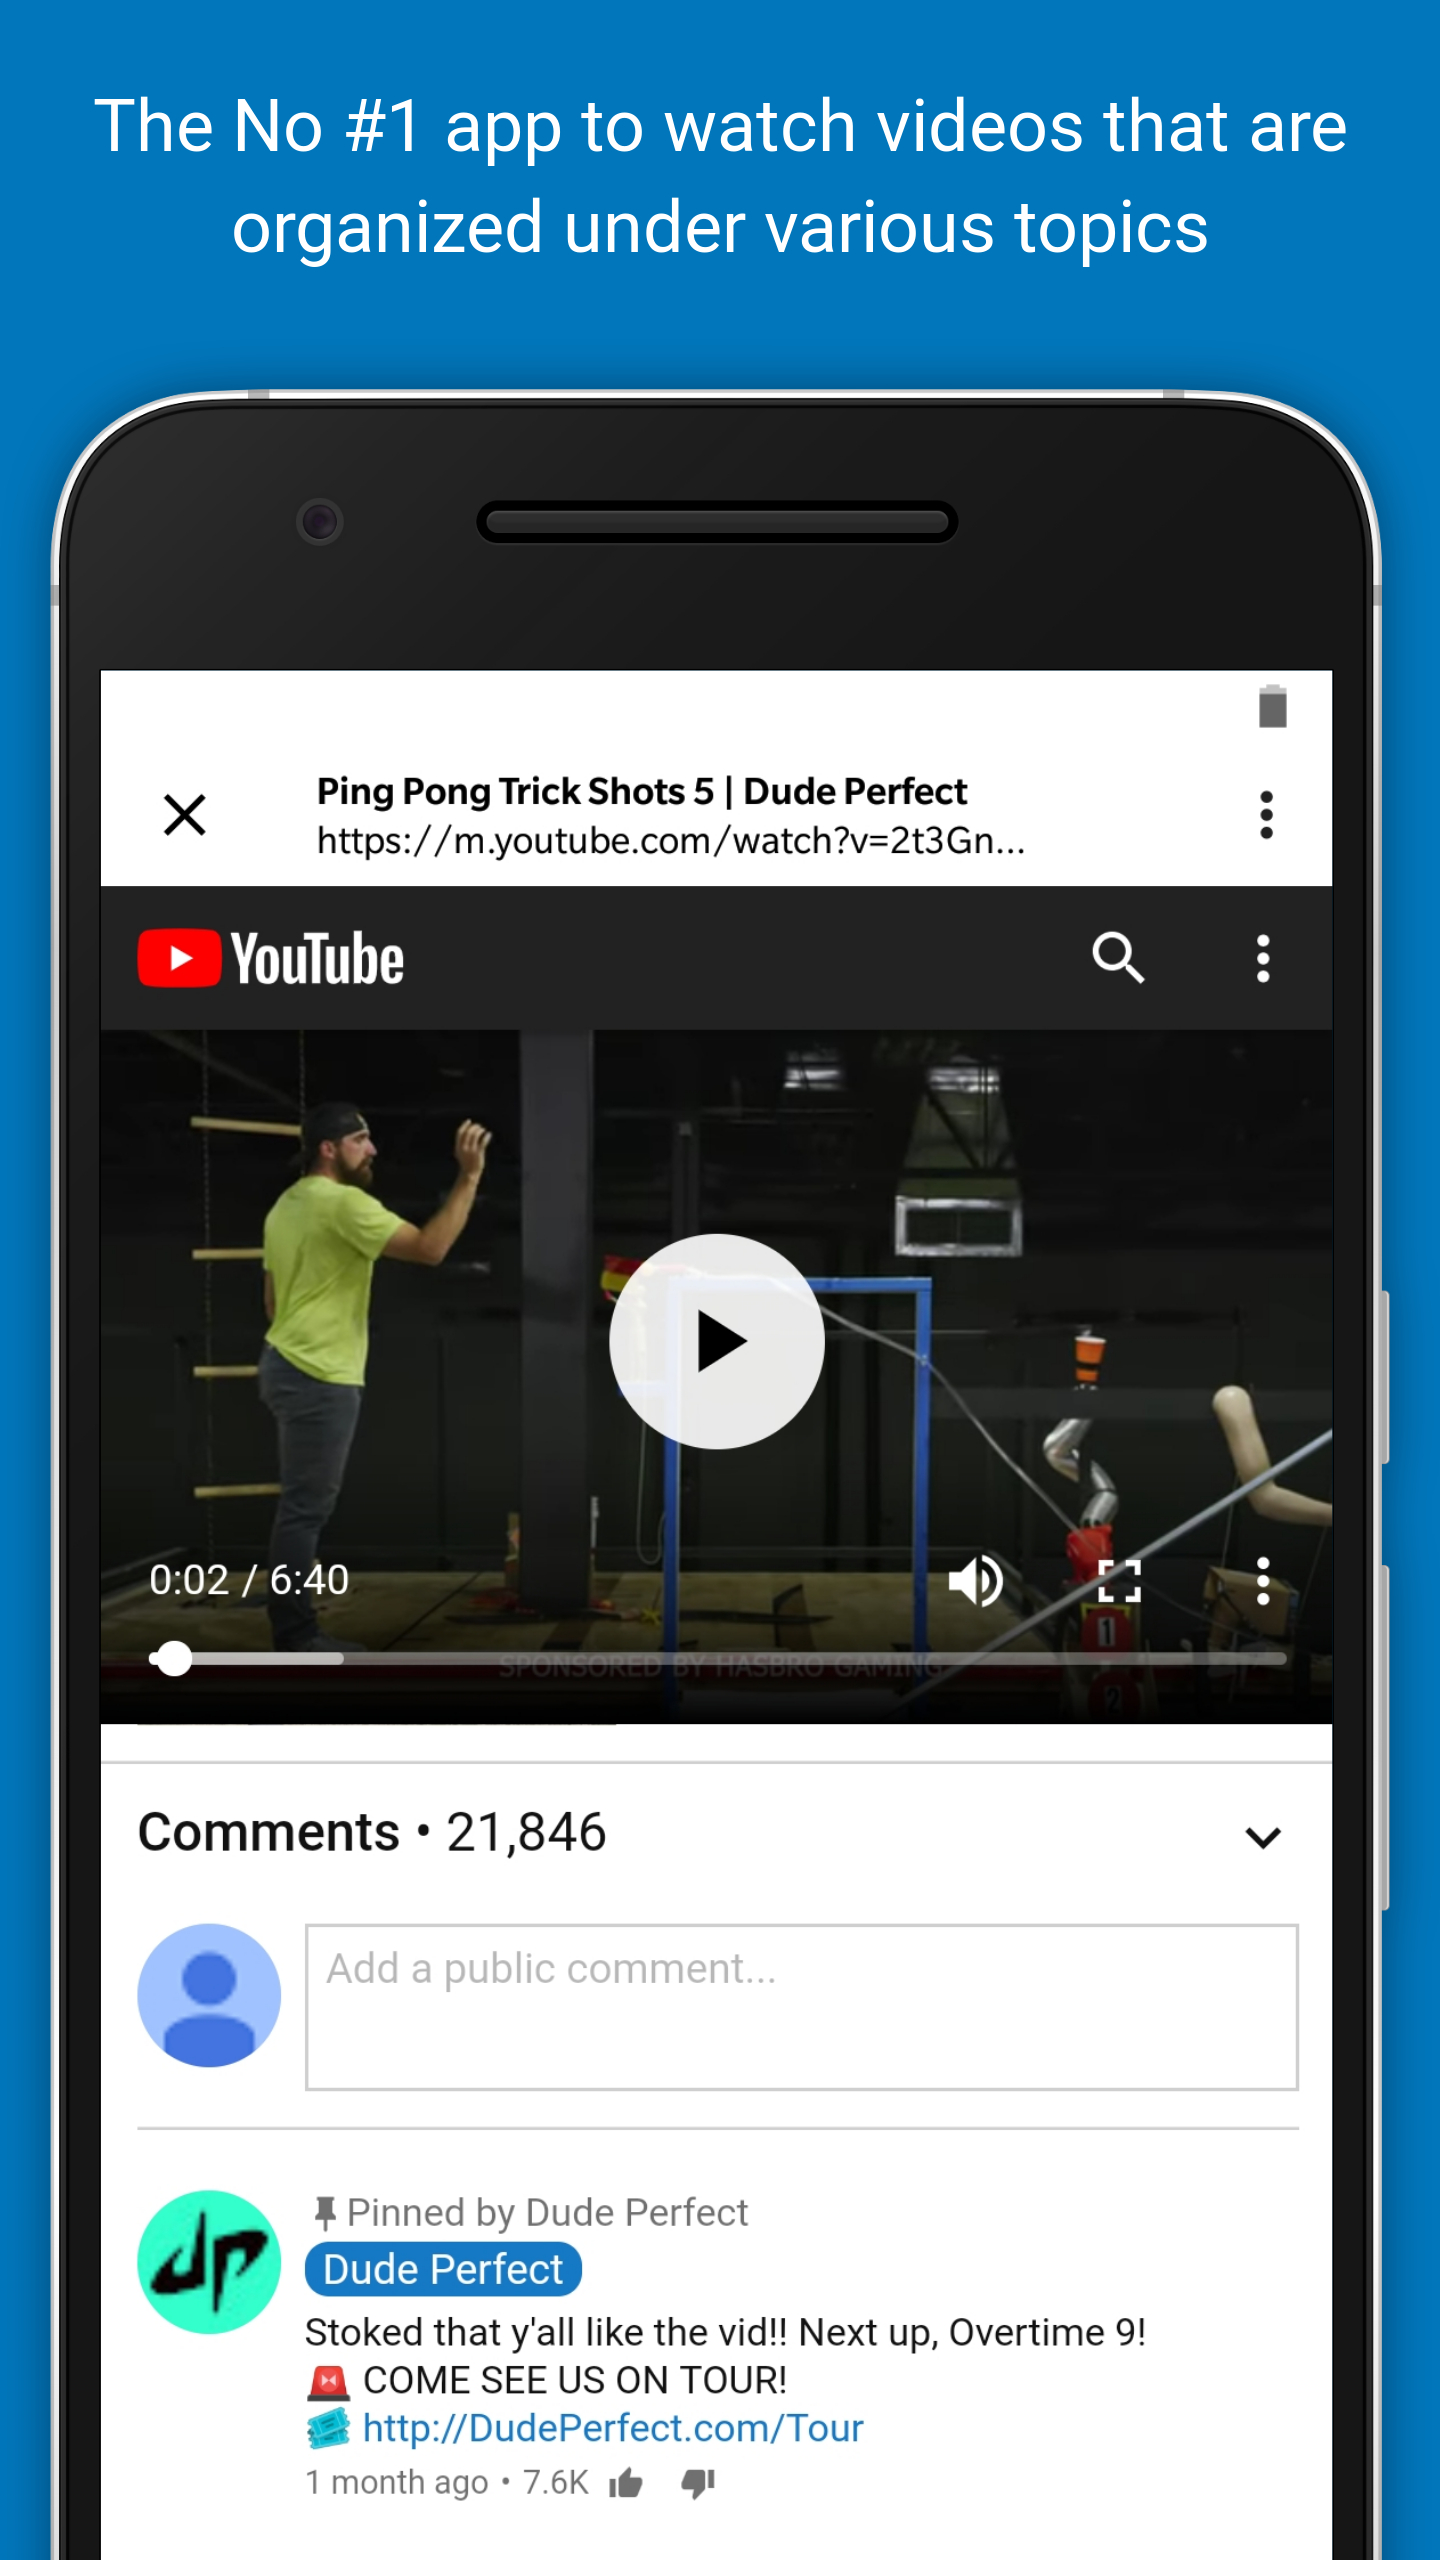 The No #1 app to watch videos that are
organized under various topics
Ping Pong Trick Shots 5 | Dude Perfect
https://m.youtube.com/watch?v=2t3Gn...
YouTube
0:02 / 6:40
1
2
SPONSORED BY HASBRO GAMING
Comments • 21,846
Add a public comment...
Pinned by Dude Perfect
Dude Perfect
dp
Stoked that y'all like the vid!! Next up, Overtime 9!
🚨 COME SEE US ON TOUR!
🎟️ http://DudePerfect.com/Tour
1 month ago • 7.6K